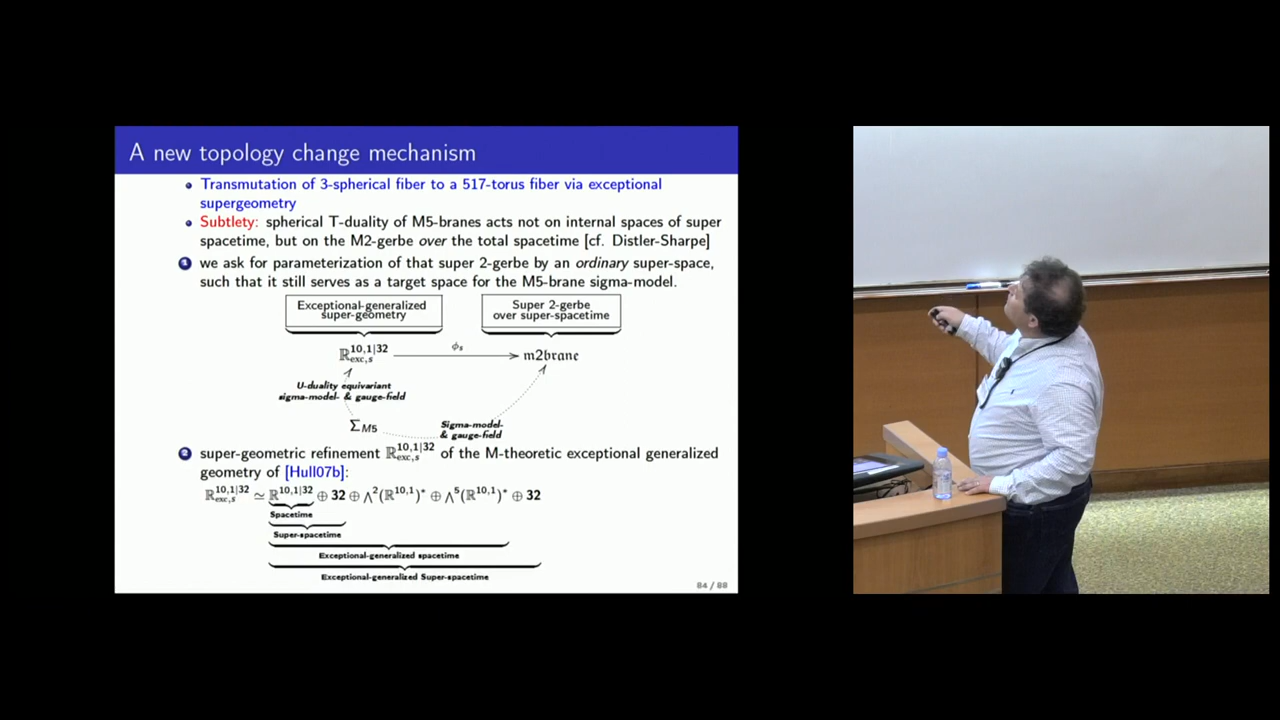 A new topology change mechanism
Transmutation of 3-spherical fiber to a 517-torus fiber via exceptional
supergeometry
Subtlety: spherical T-duality of M5-branes acts not on internal spaces of super
spacetime, but on the M2-gerbe over the total spacetime [cf. Distler-Sharpe]
1 we ask for parameterization of that super 2-gerbe by an ordinary super-space,
such that it still serves as a target space for the M5-brane sigma-model.
Exceptional-generalized
super-geometry
Super 2-gerbe
over super-spacetime
ℝ^{10,1|32}_{exc,s} ϕ_s 𝔪2𝔟𝔯𝔞𝔫𝔢
U-duality equivariant
sigma-model- & gauge-field
Σ_{M5}
Sigma-model-
& gauge-field
2 super-geometric refinement ℝ^{10,1|32}_{exc,s} of the M-theoretic exceptional generalized
geometry of [Hull07b]:
ℝ^{10,1|32}_{exc,s} ≃ ℝ^{10,1|32} ⊕ 32 ⊕ ∧^2(ℝ^{10,1})^* ⊕ ∧^5(ℝ^{10,1})^* ⊕ 32
Spacetime
Super-spacetime
Exceptional-generalized spacetime
Exceptional-generalized Super-spacetime
84 / 88